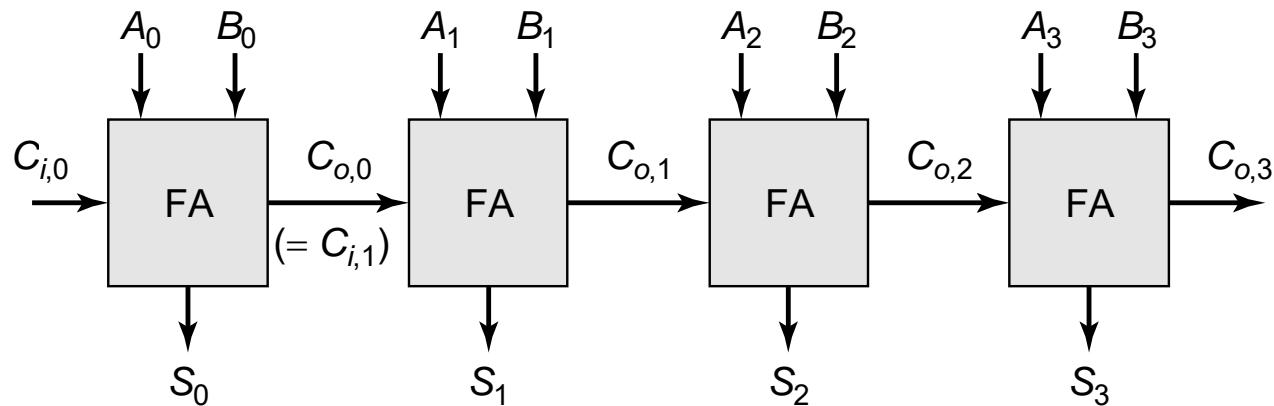 A0 B0 A1 B1 A2 B2 A3 B3
Ci,0 Co,0 Co,1 Co,2 Co,3
FA FA FA FA
(= Ci,1)
S0 S1 S2 S3